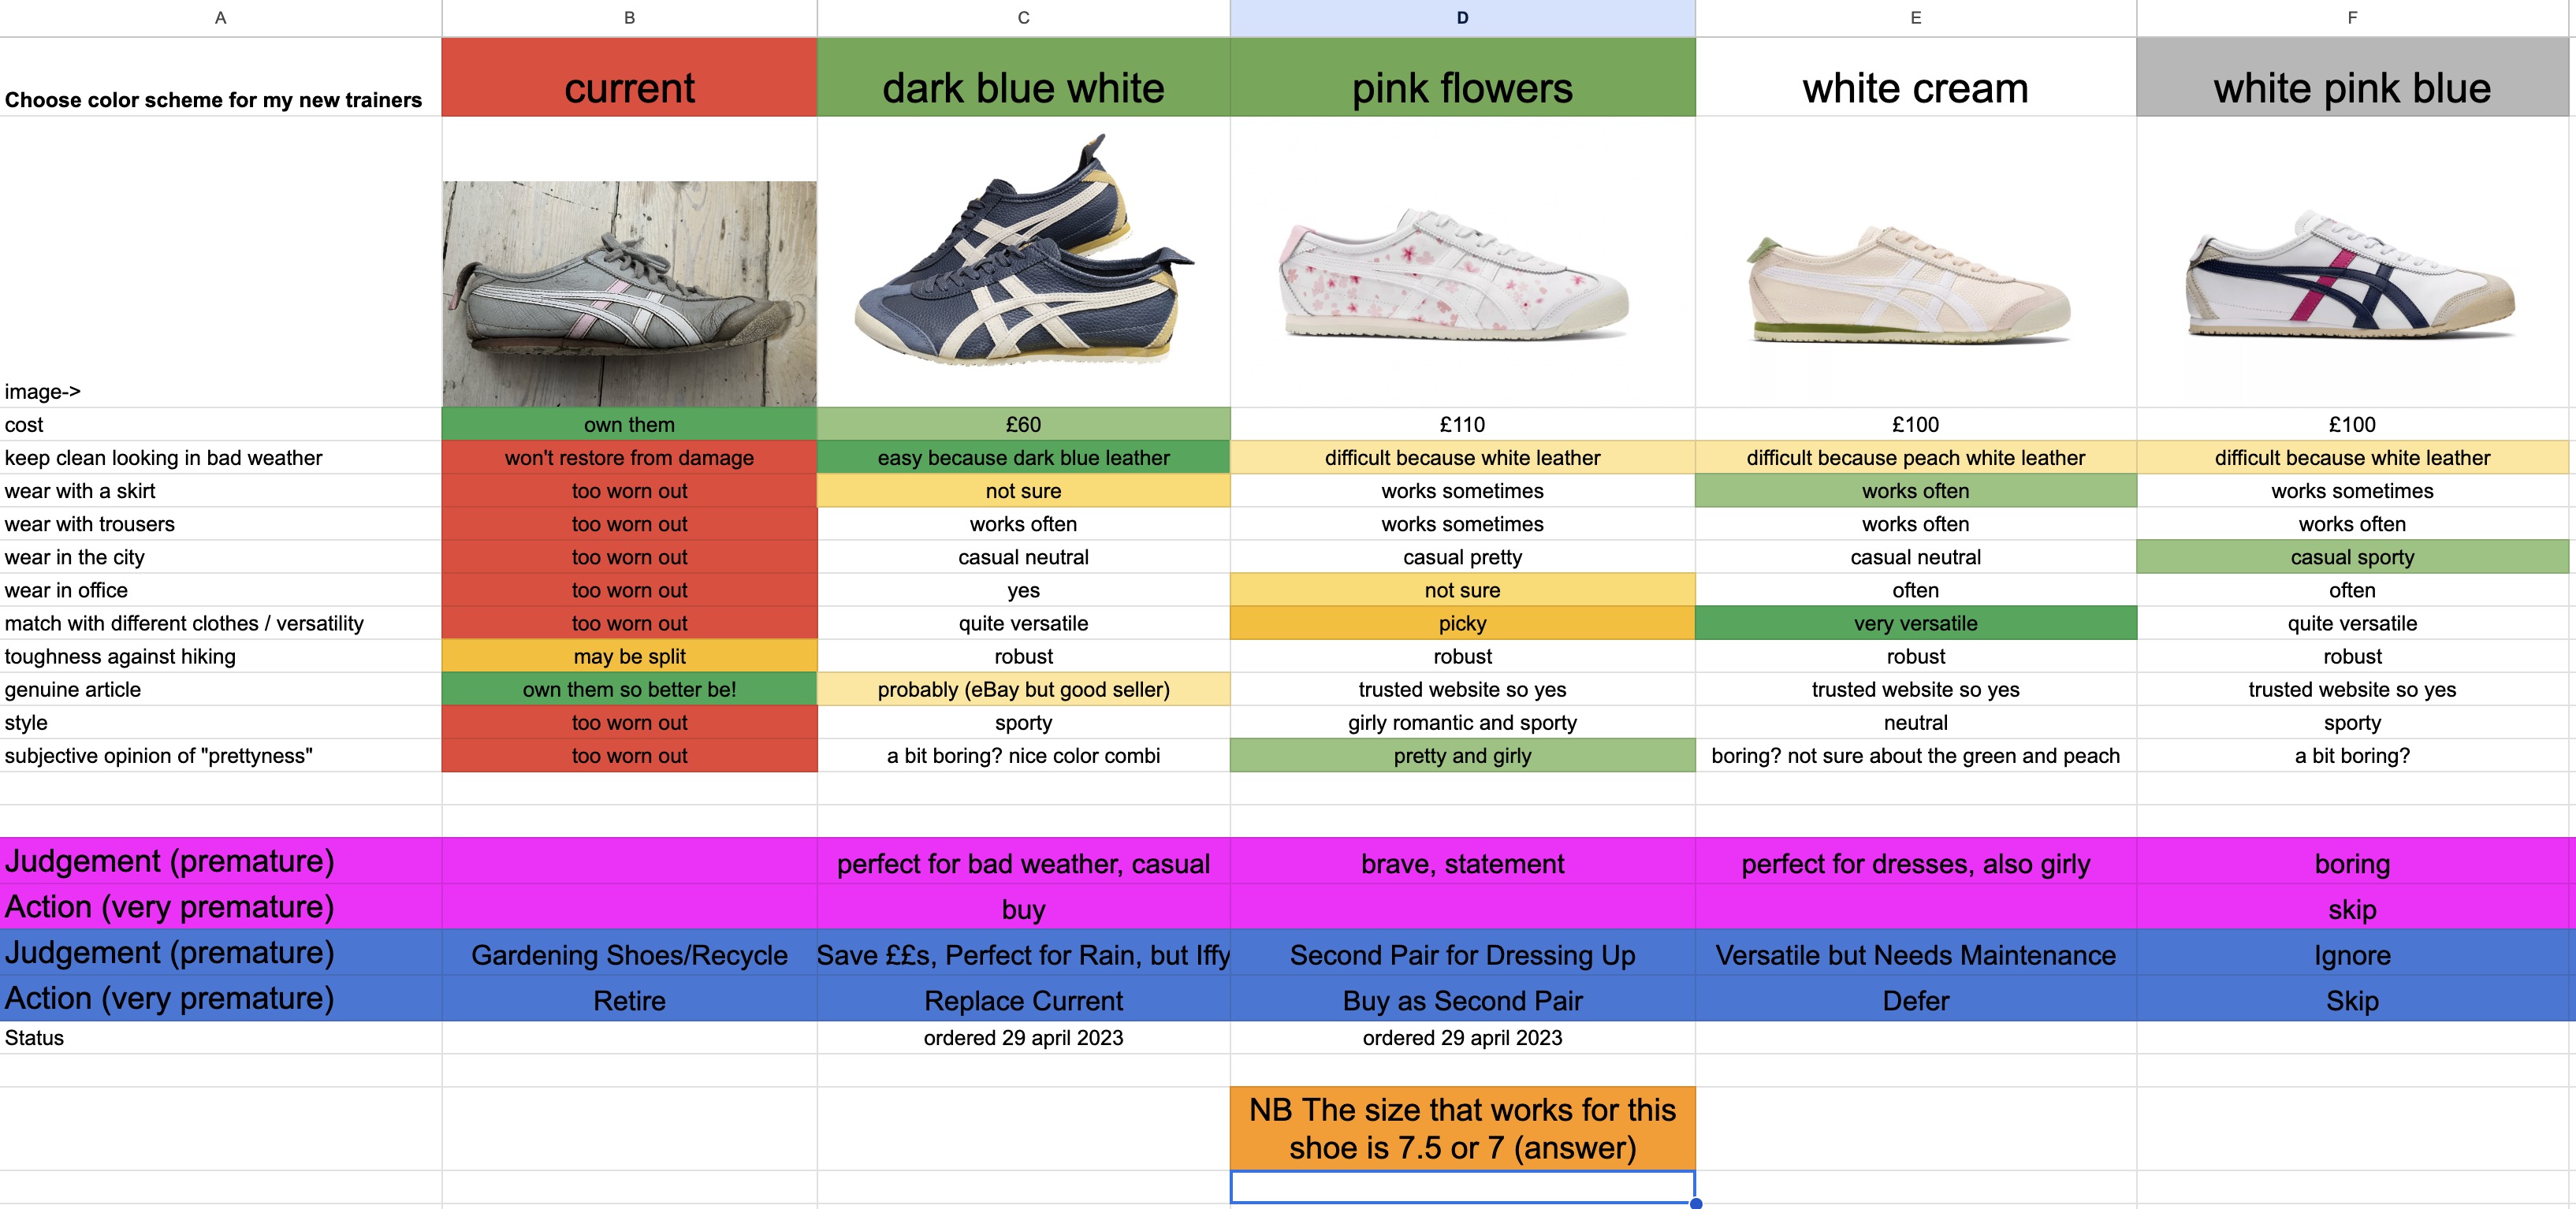 A B C D E F
Choose color scheme for my new trainers current dark blue white pink flowers white cream white pink blue
image->
cost own them £60 £110 £100 £100
keep clean looking in bad weather won't restore from damage easy because dark blue leather difficult because white leather difficult because peach white leather difficult because white leather
wear with a skirt too worn out not sure works sometimes works often works sometimes
wear with trousers too worn out works often works sometimes works often works often
wear in the city too worn out casual neutral casual pretty casual neutral casual sporty
wear in office too worn out yes not sure often often
match with different clothes / versatility too worn out quite versatile picky very versatile quite versatile
toughness against hiking may be split robust robust robust robust
genuine article own them so better be! probably (eBay but good seller) trusted website so yes trusted website so yes trusted website so yes
style too worn out sporty girly romantic and sporty neutral sporty
subjective opinion of "prettyness" too worn out a bit boring? nice color combi pretty and girly boring? not sure about the green and peach a bit boring?
Judgement (premature) perfect for bad weather, casual brave, statement perfect for dresses, also girly boring
Action (very premature) buy skip
Judgement (premature) Gardening Shoes/Recycle Save ££s, Perfect for Rain, but Iffy Second Pair for Dressing Up Versatile but Needs Maintenance Ignore
Action (very premature) Retire Replace Current Buy as Second Pair Defer Skip
Status ordered 29 april 2023 ordered 29 april 2023
NB The size that works for this
shoe is 7.5 or 7 (answer)